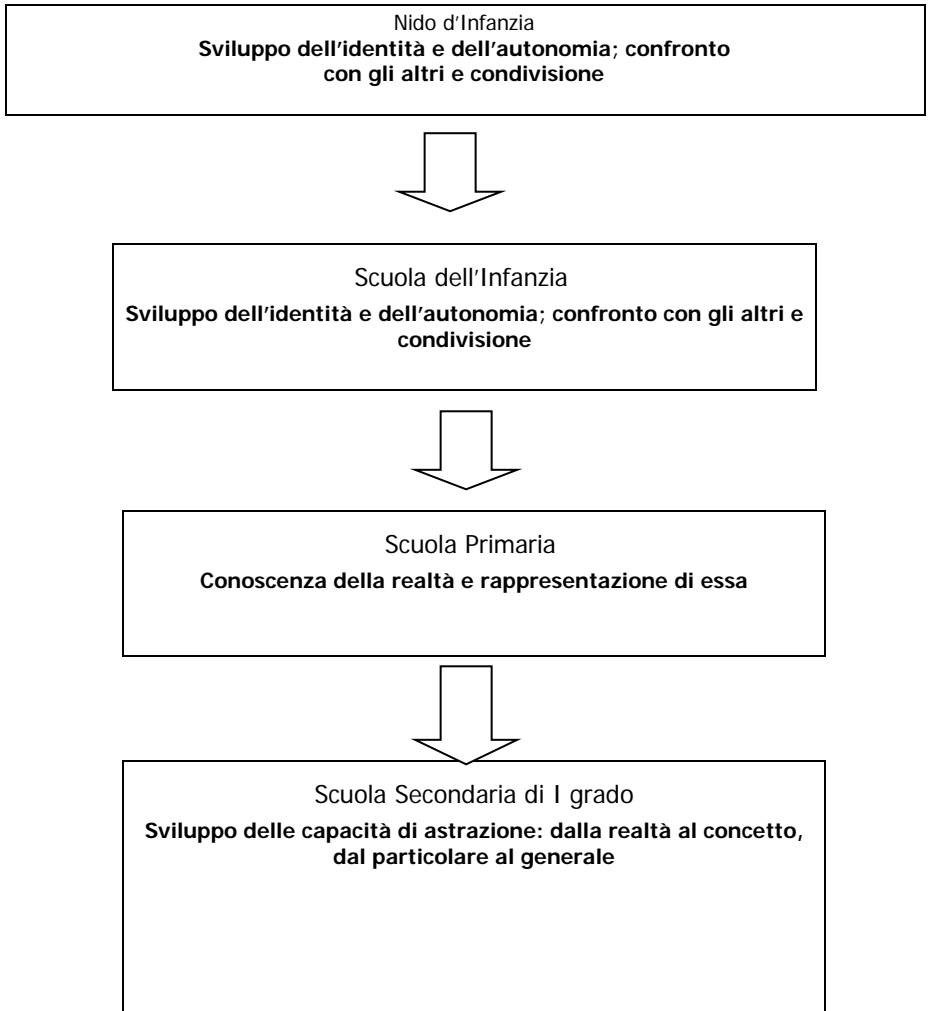 Nido d’Infanzia
Sviluppo dell’identità e dell’autonomia; confronto
con gli altri e condivisione
Scuola dell’Infanzia
Sviluppo dell’identità e dell’autonomia; confronto con gli altri e
condivisione
Scuola Primaria
Conoscenza della realtà e rappresentazione di essa
Scuola Secondaria di I grado
Sviluppo delle capacità di astrazione: dalla realtà al concetto,
dal particolare al generale